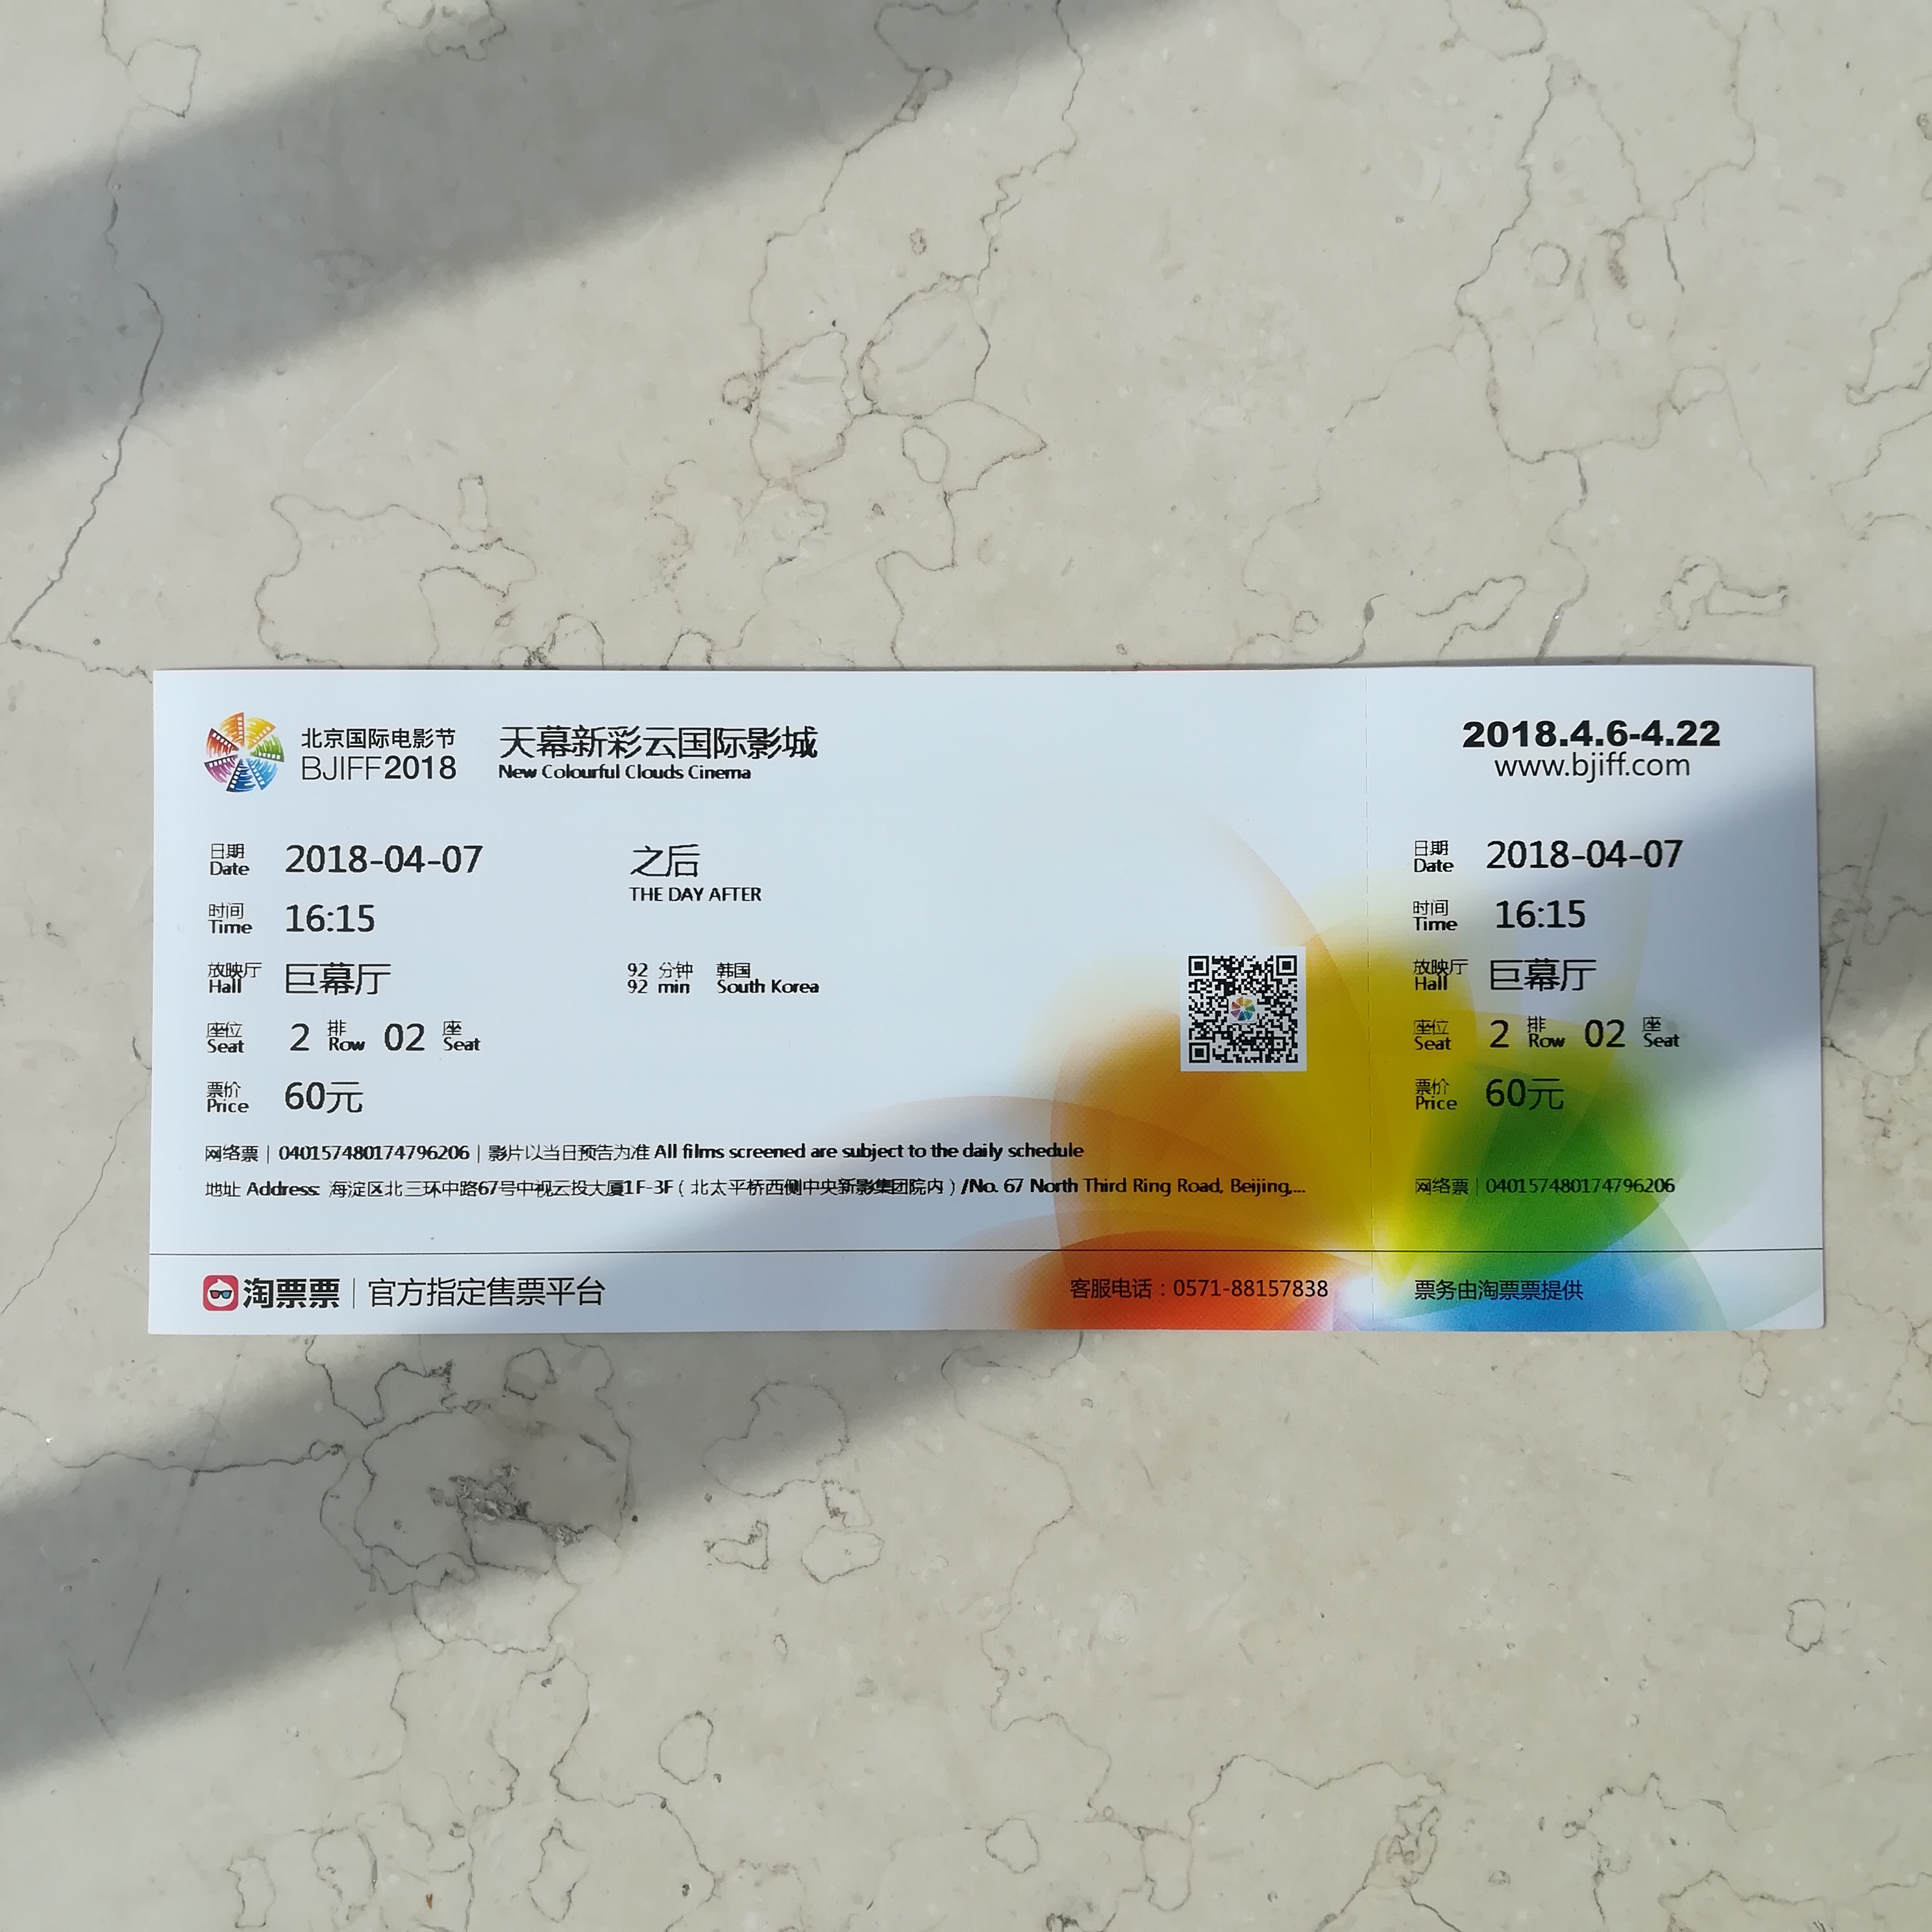 北京国际电影节
BJIFF2018
天幕新彩云国际影城
New Colourful Clouds Cinema
日期 2018-04-07
Date
之后
THE DAY AFTER
时间 16:15
Time
放映厅 巨幕厅
Hall
92 分钟 韩国
92 min South Korea
座位 2 排 02 座
Seat Row Seat
票价 60元
Price
网络票 | 040157480174796206 | 影片以当日预告为准 All films screened are subject to the daily schedule
地址 Address: 海淀区北三环中路67号中视云投大厦1F-3F（北太平桥西侧中央新影集团院内）/No. 67 North Third Ring Road, Beijing,...
淘票票 | 官方指定售票平台
客服电话：0571-88157838
2018.4.6-4.22
www.bjiff.com
日期 2018-04-07
Date
时间 16:15
Time
放映厅 巨幕厅
Hall
座位 2 排 02 座
Seat Row Seat
票价 60元
Price
网络票 | 040157480174796206
票务由淘票票提供